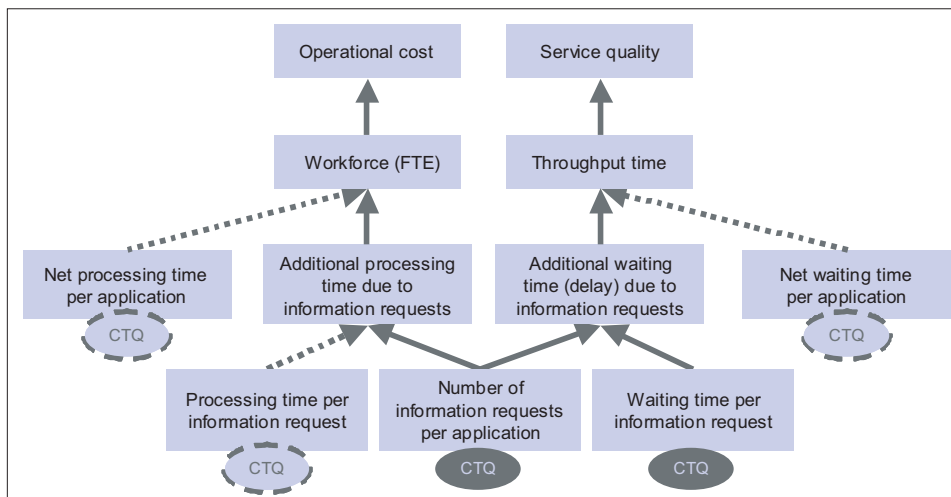 Operational cost
Service quality
Workforce (FTE)
Throughput time
Net processing time
per application
CTQ
Additional processing
time due to
information requests
Additional waiting
time (delay) due to
information requests
Net waiting time
per application
CTQ
Processing time per
information request
CTQ
Number of
information requests
per application
CTQ
Waiting time per
information request
CTQ